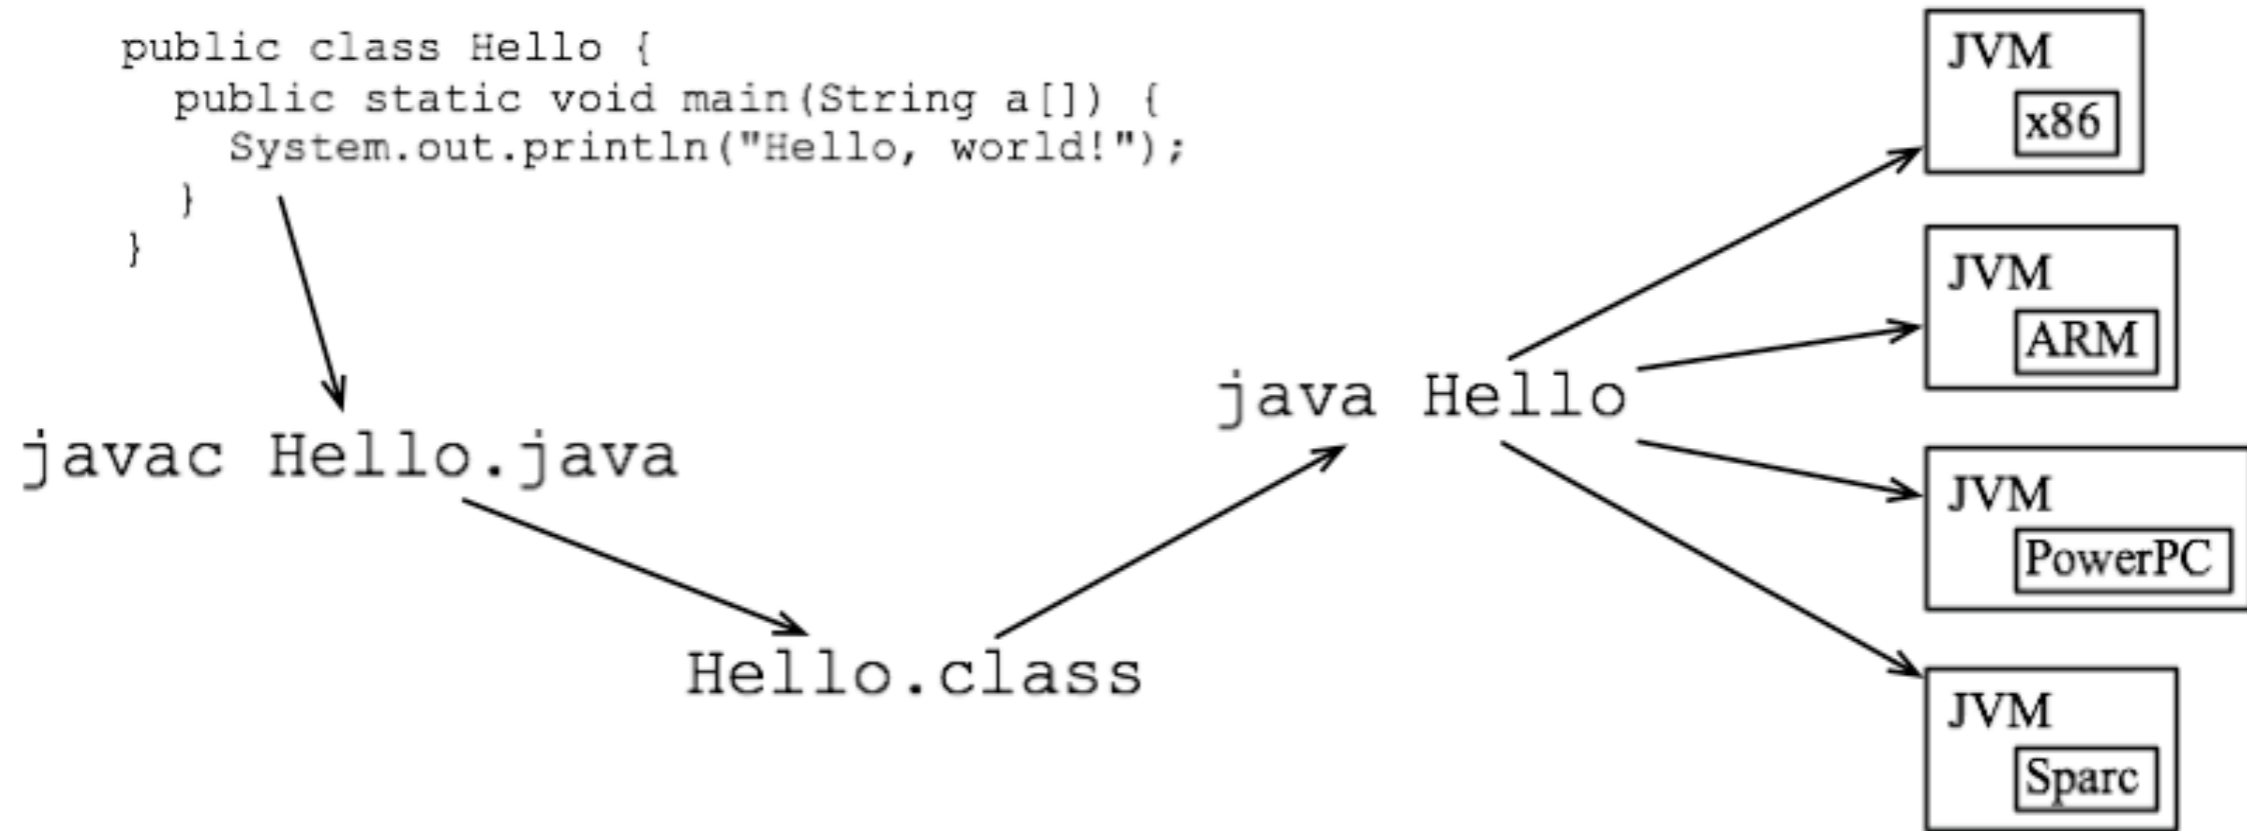 public class Hello {
public static void main(String a[]) {
System.out.println("Hello, world!");
}
}
javac Hello.java
Hello.class
java Hello
JVM
x86
JVM
ARM
JVM
PowerPC
JVM
Sparc